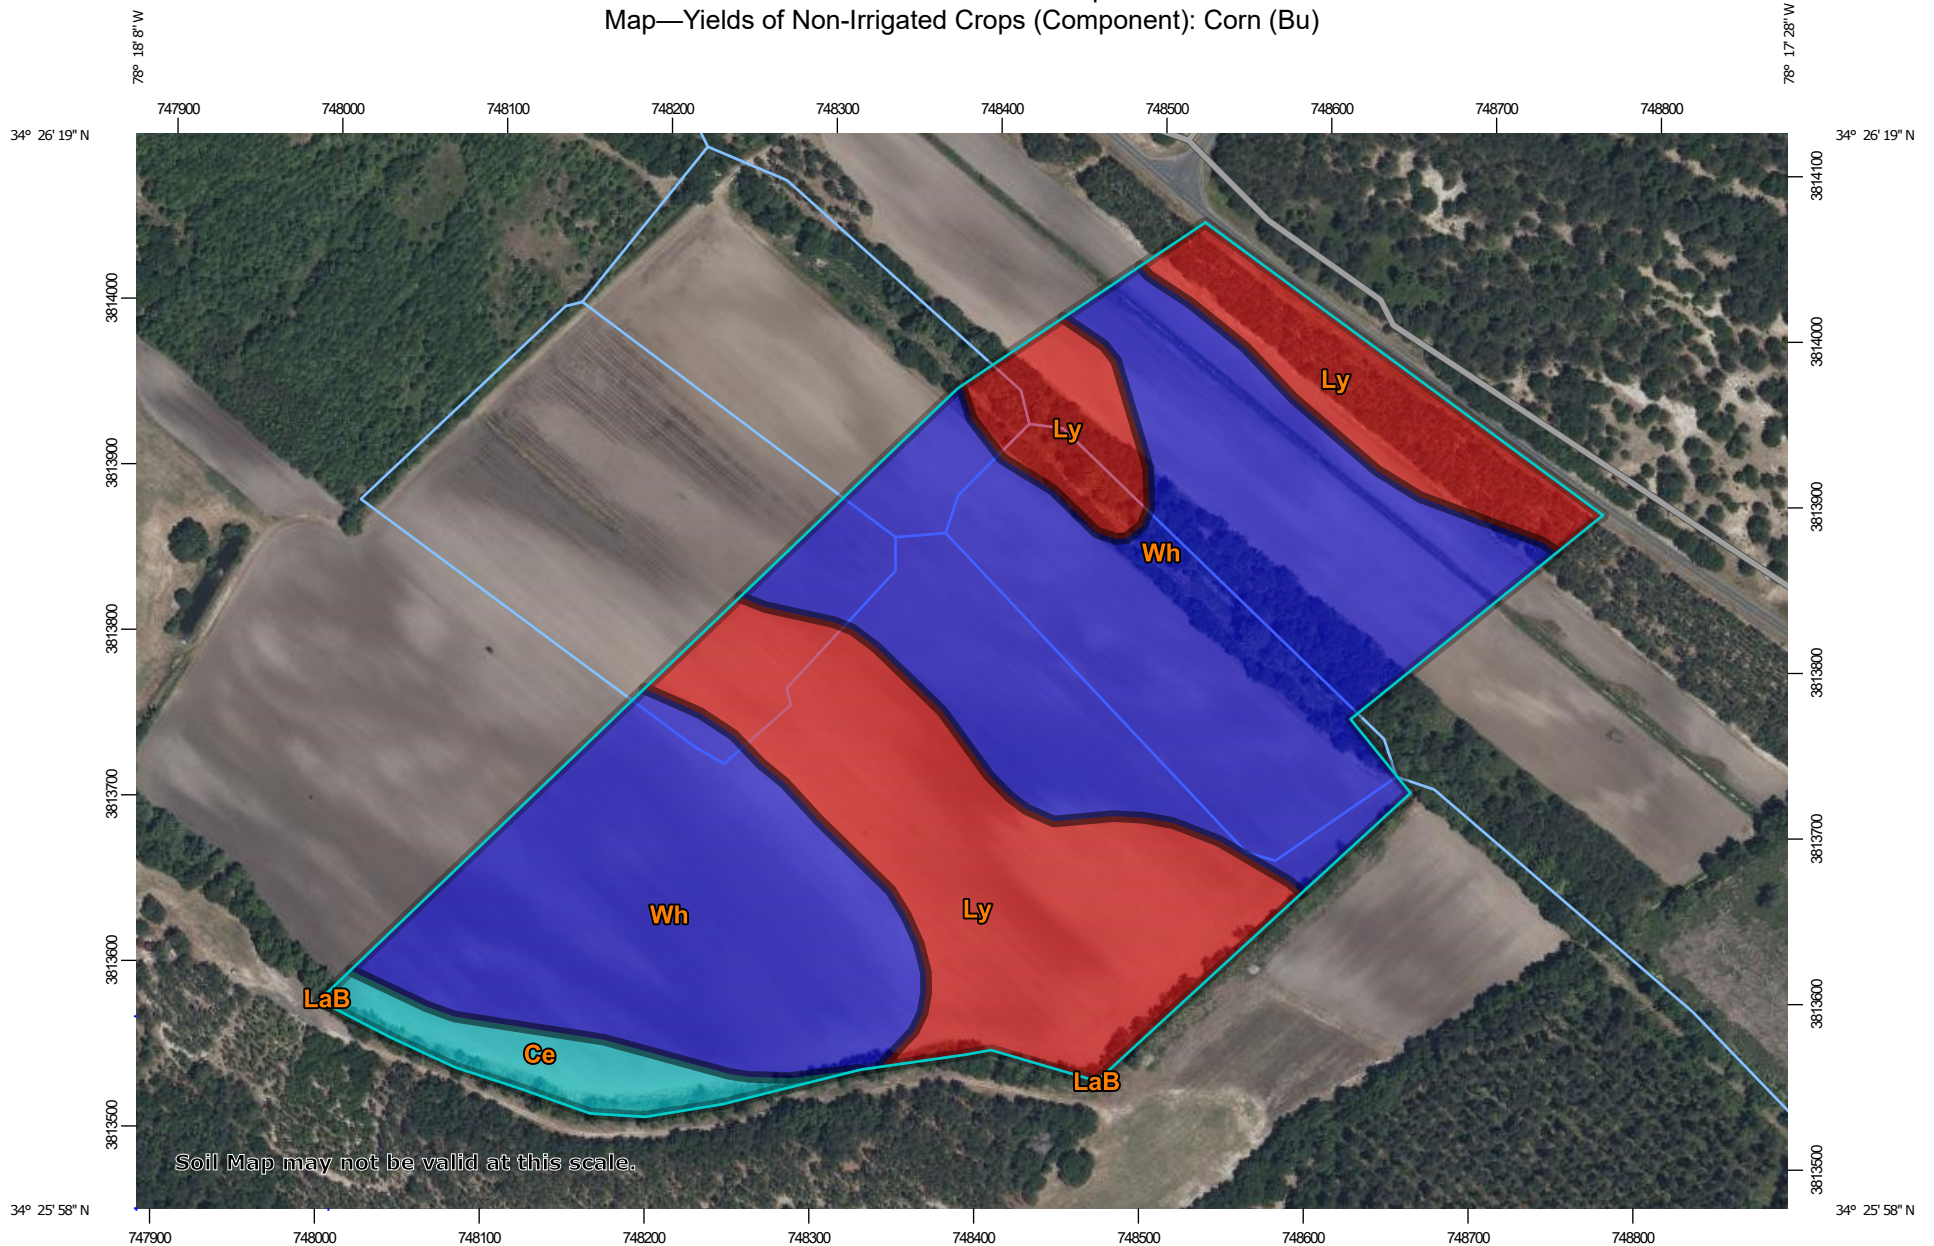 Map—Yields of Non-Irrigated Crops (Component): Corn (Bu)
78° 18' 8'' W
78° 17' 28'' W
747900 748000 748100 748200 748300 748400 748500 748600 748700 748800
34° 26' 19'' N
34° 26' 19'' N
3814100
3814000
3814000
Ly
Ly
3813900
3813900
Wh
3813800
3813800
3813700
3813700
Wh
Ly
3813600
LaB
3813600
Ce
LaB
3813500
Soil Map may not be valid at this scale.
3813500
34° 25' 58'' N
34° 25' 58'' N
747900 748000 748100 748200 748300 748400 748500 748600 748700 748800